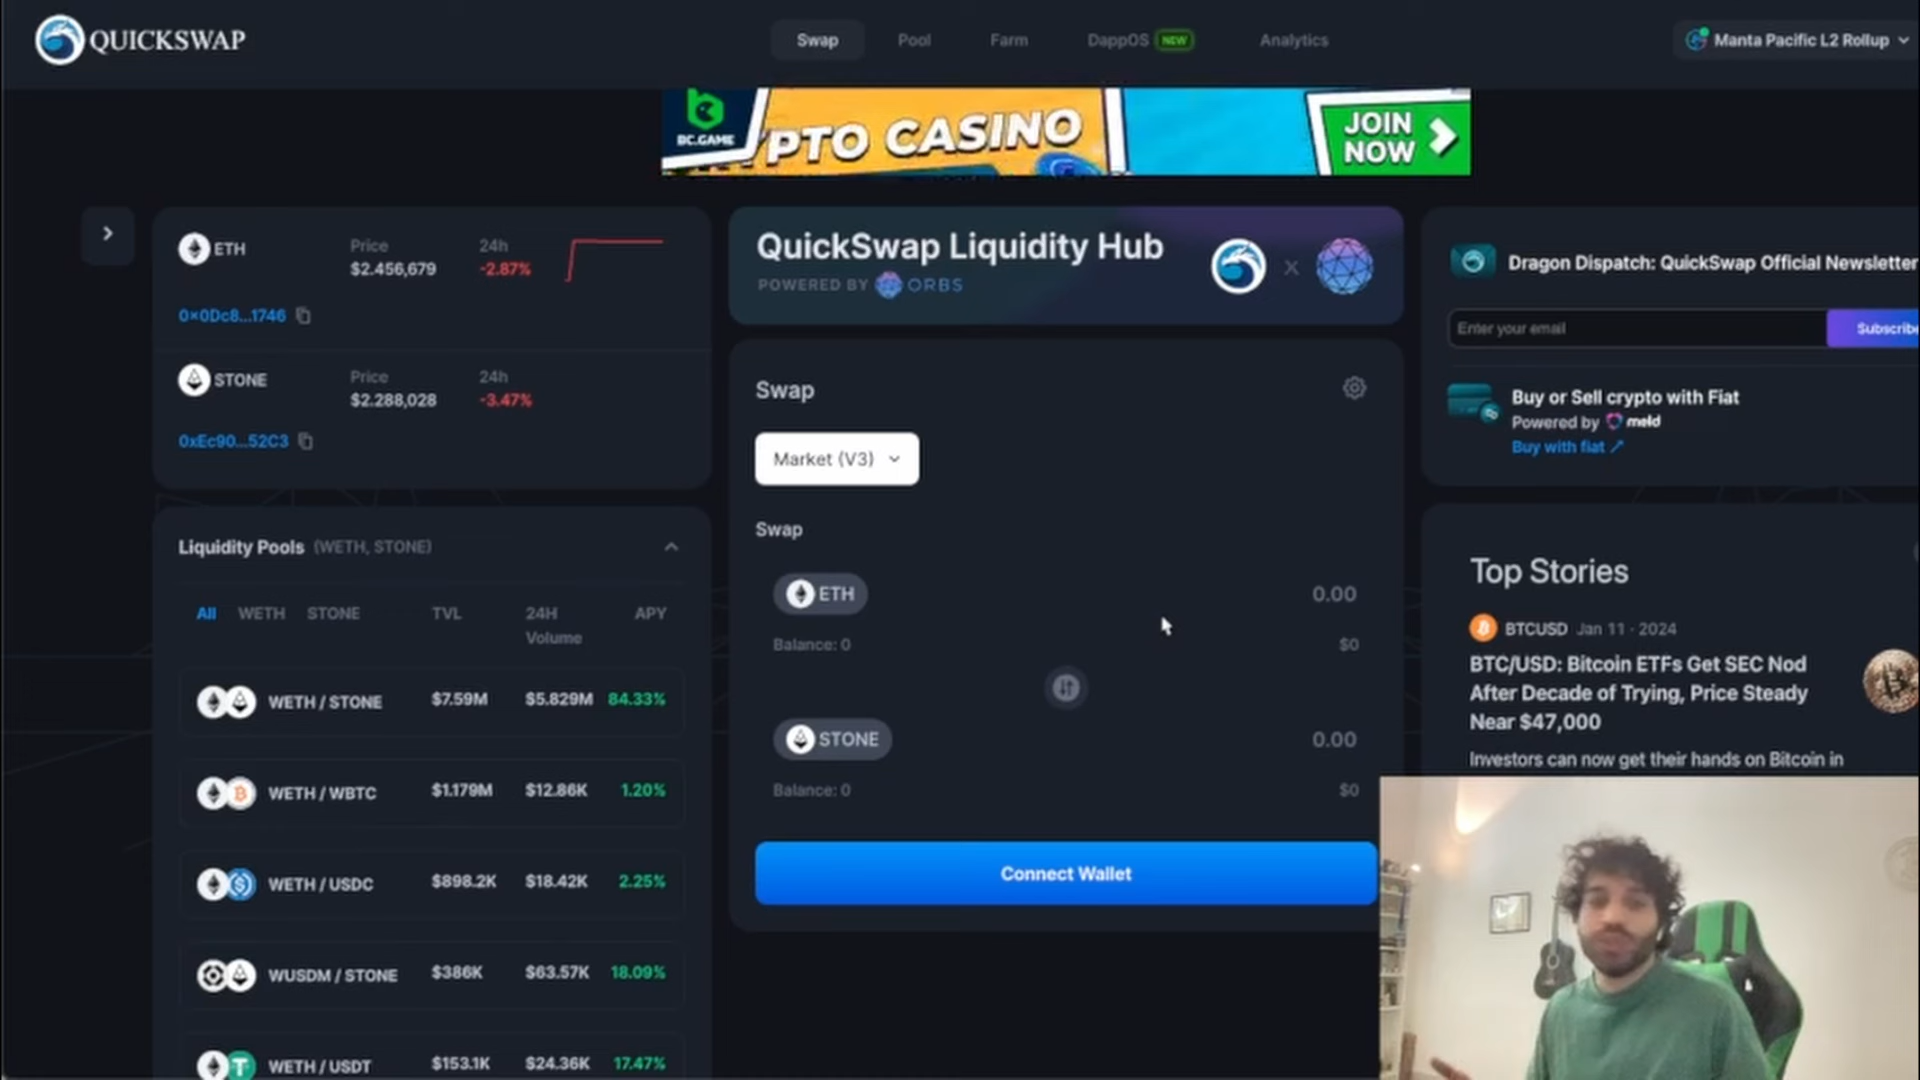 QUICKSWAP
Swap
Pool
Farm
DappOS NEW
Analytics
Manta Pacific L2 Rollup
BC.GAME
YPTO CASINO
JOIN
NOW
ETH
Price
$2.456,679
24h
-2.87%
0x0Dc8...1746
STONE
Price
$2.288,028
24h
-3.47%
0xEc90...52C3
Liquidity Pools (WETH, STONE)
All WETH STONE TVL 24H Volume APY
WETH / STONE $7.59M $5.829M 84.33%
WETH / WBTC $1.179M $12.86K 1.20%
WETH / USDC $898.2K $18.42K 2.25%
WUSDM / STONE $386K $63.57K 18.09%
WETH / USDT $153.1K $24.36K 17.47%
QuickSwap Liquidity Hub
POWERED BY ORBS
X
Swap
Market (V3)
Swap
ETH 0.00
Balance: 0 $0
STONE 0.00
Balance: 0 $0
Connect Wallet
Dragon Dispatch: QuickSwap Official Newsletter
Enter your email
Subscribe
Buy or Sell crypto with Fiat
Powered by meld
Buy with fiat
Top Stories
BTCUSD Jan 11 · 2024
BTC/USD: Bitcoin ETFs Get SEC Nod
After Decade of Trying, Price Steady
Near $47,000
Investors can now get their hands on Bitcoin in